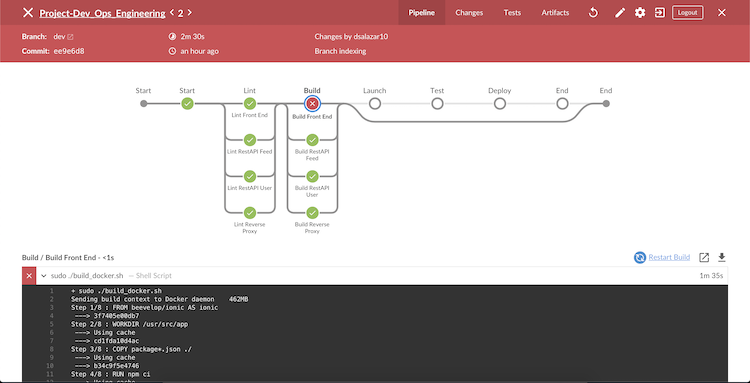 Project-Dev_Ops_Engineering < 2 >
Pipeline Changes Tests Artifacts Logout
Branch: dev 2m 30s Changes by dsalazar10
Commit: ee9e6d8 an hour ago Branch indexing
Start Start Lint Build Launch Test Deploy End End
Lint Front End Build Front End
Lint RestAPI Feed Build RestAPI
Feed
Lint RestAPI User Build RestAPI
User
Lint Reverse
Proxy
Build Reverse
Proxy
Build / Build Front End - <1s Restart Build
sudo ./build_docker.sh — Shell Script 1m 35s
1 + sudo ./build_docker.sh
2 Sending build context to Docker daemon 462MB
3 Step 1/8 : FROM beevelop/ionic AS ionic
4 ---> 3f7405e00db7
5 Step 2/8 : WORKDIR /usr/src/app
6 ---> Using cache
7 ---> cd1fda10d4ac
8 Step 3/8 : COPY package*.json ./
9 ---> Using cache
10 ---> b34c9f5e4746
11 Step 4/8 : RUN npm ci
12 ---> Using cache